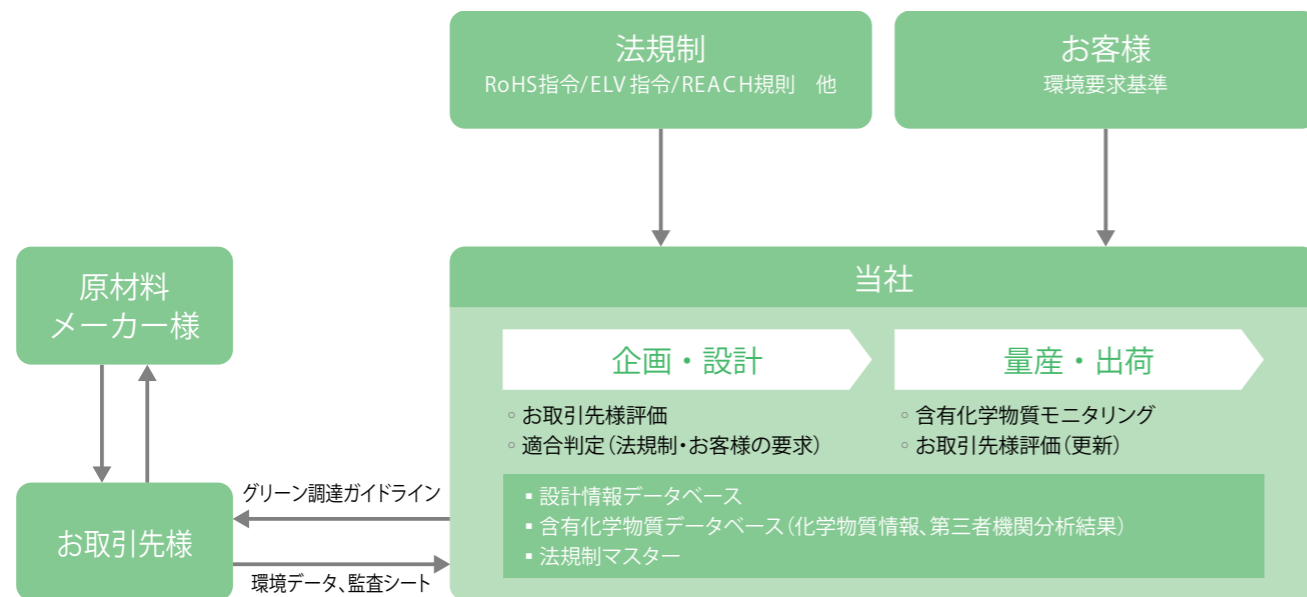 法規制
RoHS指令/ELV指令/REACH規則　他
お客様
環境要求基準
原材料
メーカー様
当社
企画・設計
量産・出荷
◦ お取引先様評価
◦ 適合判定（法規制・お客様の要求）
◦ 含有化学物質モニタリング
◦ お取引先様評価（更新）
▪ 設計情報データベース
▪ 含有化学物質データベース（化学物質情報、第三者機関分析結果）
▪ 法規制マスター
グリーン調達ガイドライン
お取引先様
環境データ、監査シート